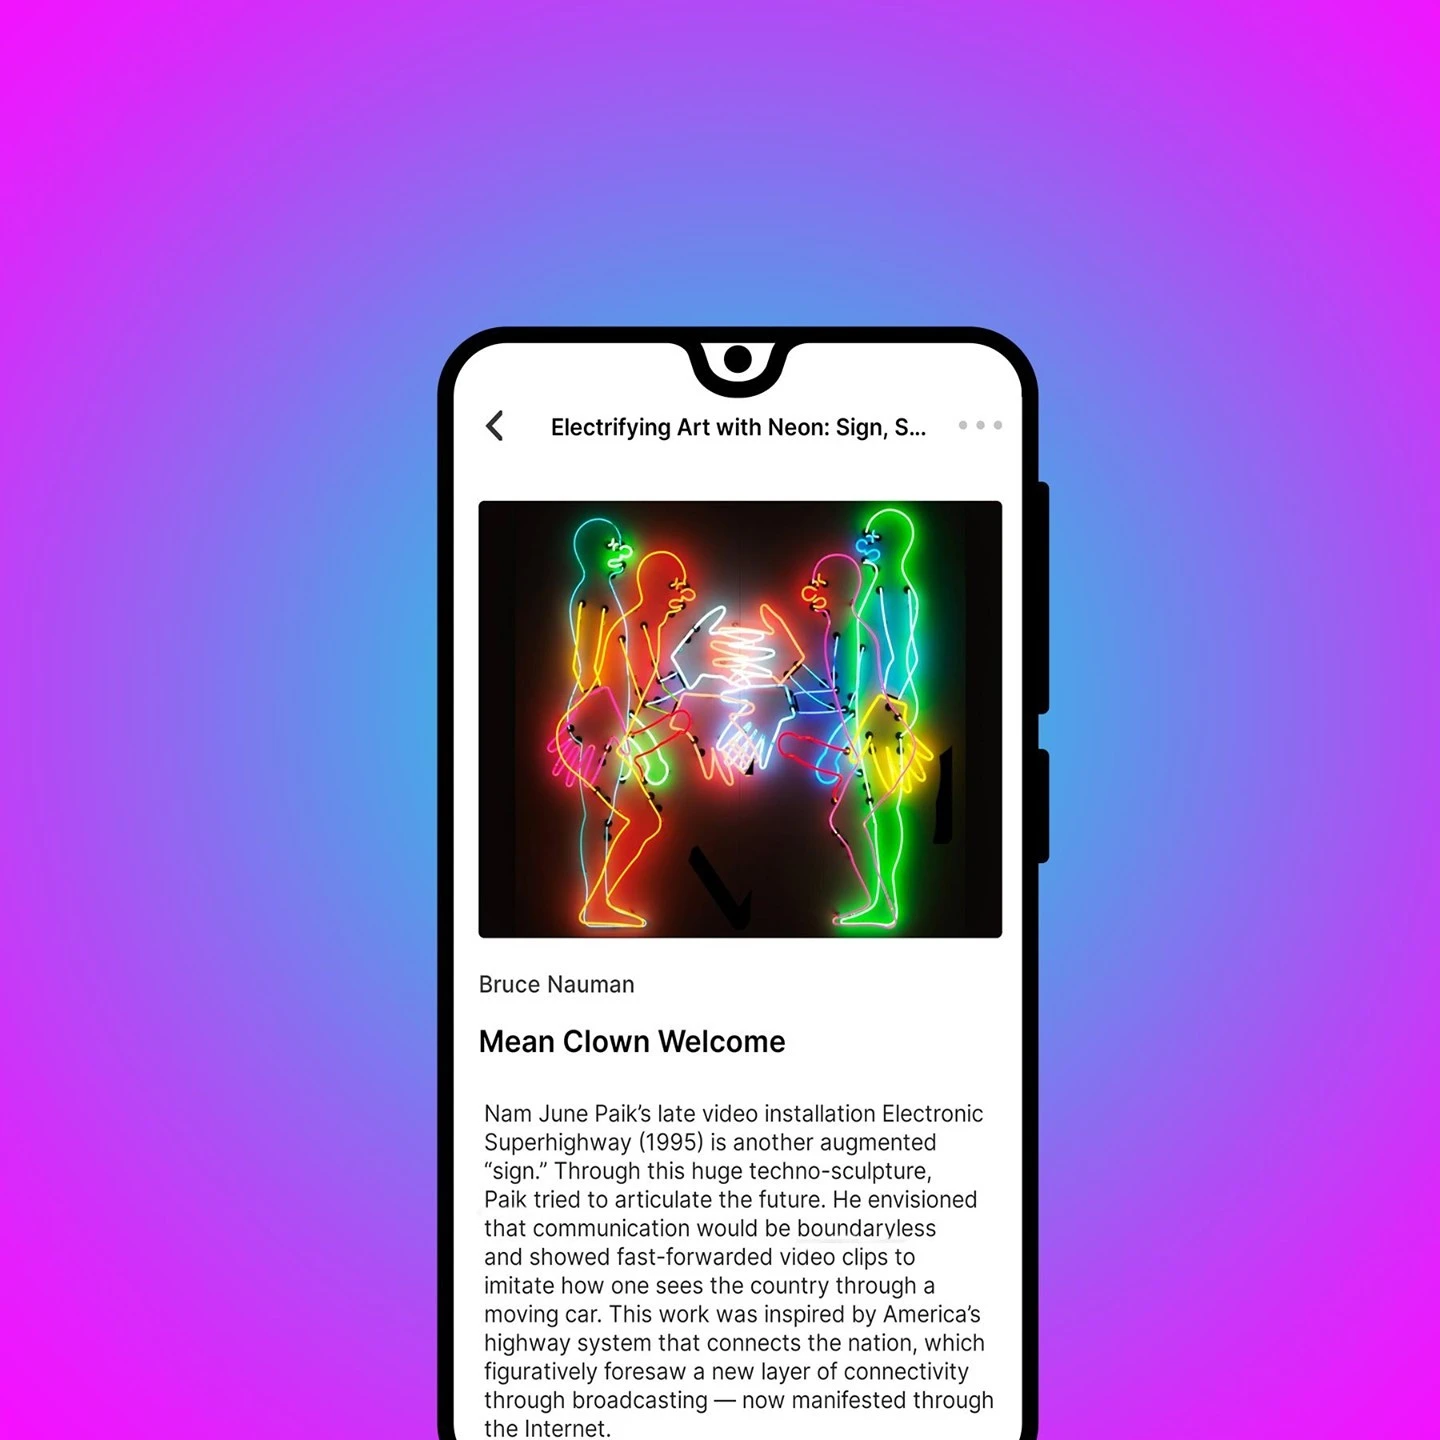 Electrifying Art with Neon: Sign, S...
Bruce Nauman
Mean Clown Welcome
Nam June Paik’s late video installation Electronic
Superhighway (1995) is another augmented
“sign.” Through this huge techno-sculpture,
Paik tried to articulate the future. He envisioned
that communication would be boundaryless
and showed fast-forwarded video clips to
imitate how one sees the country through a
moving car. This work was inspired by America’s
highway system that connects the nation, which
figuratively foresaw a new layer of connectivity
through broadcasting — now manifested through
the Internet.